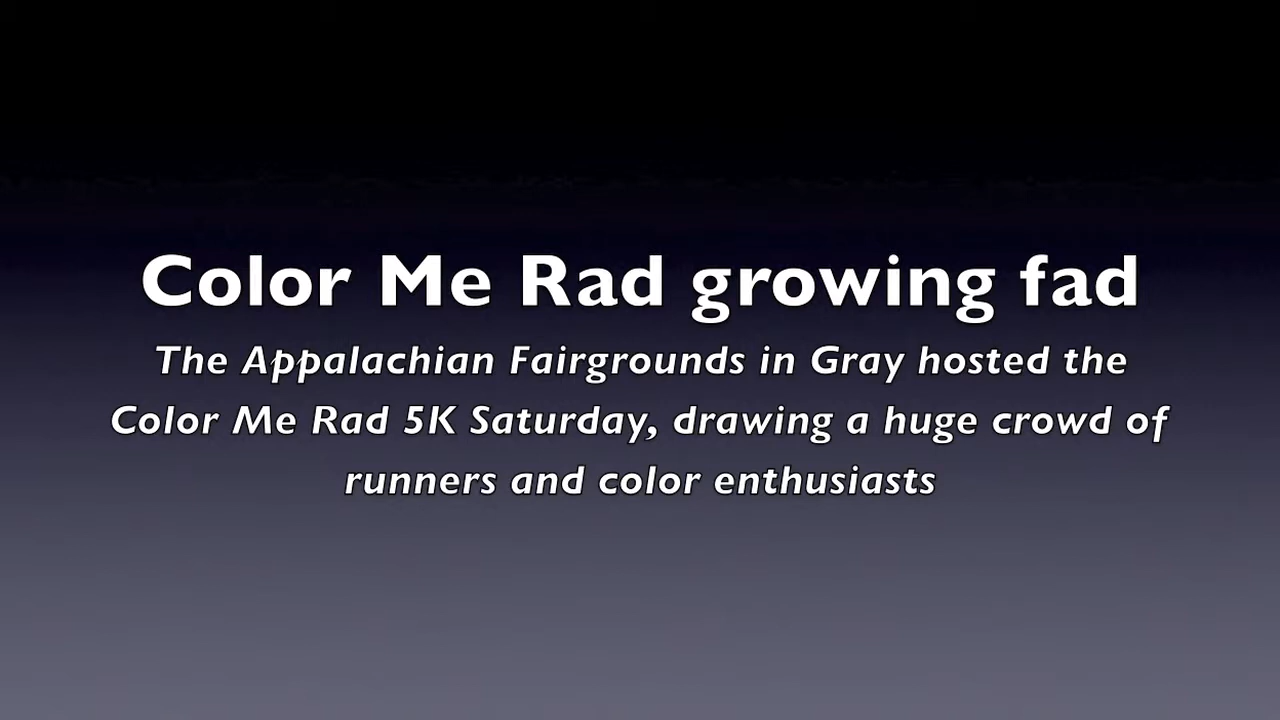 Color Me Rad growing fad
The Appalachian Fairgrounds in Gray hosted the
Color Me Rad 5K Saturday, drawing a huge crowd of
runners and color enthusiasts